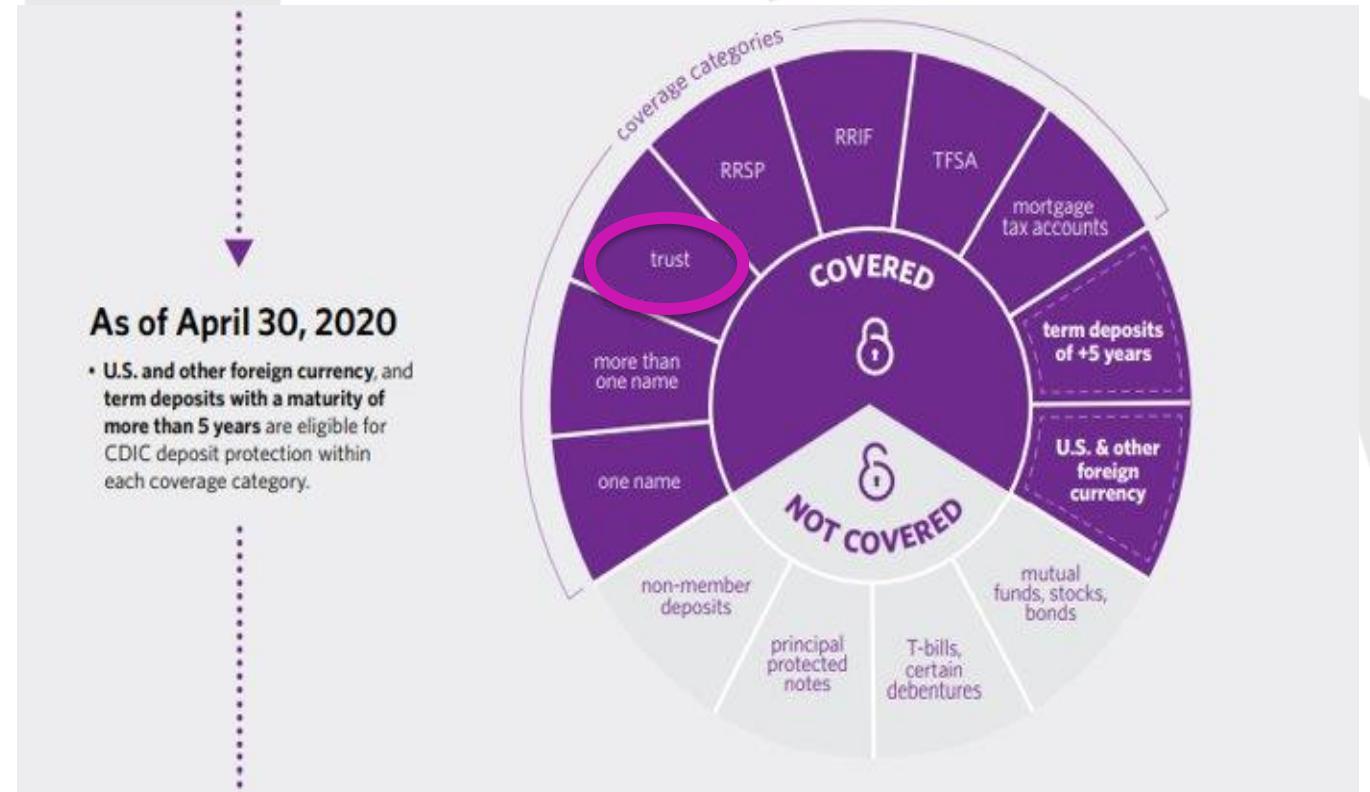 As of April 30, 2020
• U.S. and other foreign currency, and
term deposits with a maturity of
more than 5 years are eligible for
CDIC deposit protection within
each coverage category.
coverage categories
one name
more than
one name
trust
RRSP
RRIF
TFSA
mortgage
tax accounts
term deposits
of +5 years
U.S. & other
foreign
currency
COVERED
NOT COVERED
non-member
deposits
principal
protected
notes
T-bills,
certain
debentures
mutual
funds, stocks,
bonds